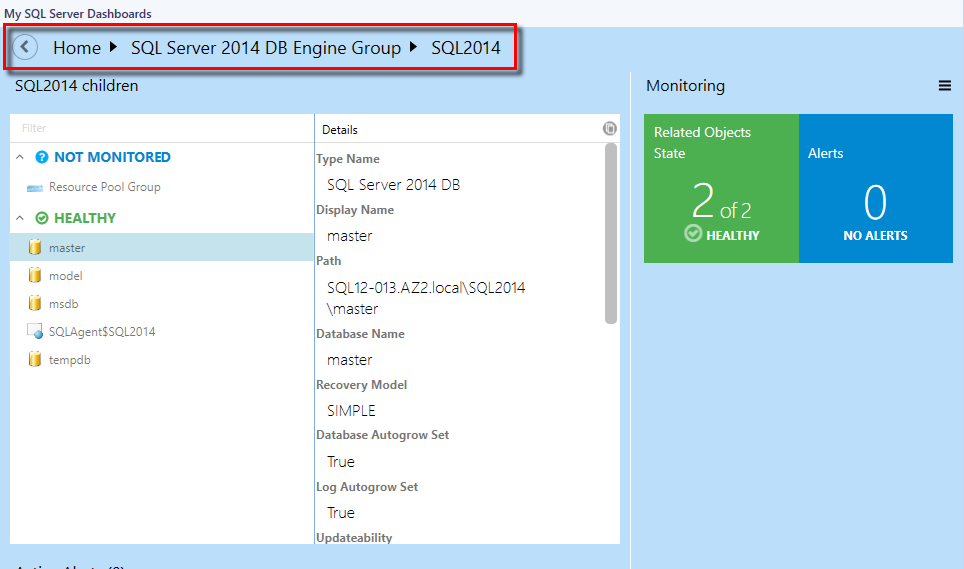 My SQL Server Dashboards
Home SQL Server 2014 DB Engine Group SQL2014
SQL2014 children
Filter
NOT MONITORED
Resource Pool Group
HEALTHY
master
model
msdb
SQLAgent$SQL2014
tempdb
Details
Type Name
SQL Server 2014 DB
Display Name
master
Path
SQL12-013.AZ2.local\SQL2014
\master
Database Name
master
Recovery Model
SIMPLE
Database Autogrow Set
True
Log Autogrow Set
True
Updateability
Monitoring
Related Objects
State
2 of 2
HEALTHY
Alerts
0
NO ALERTS